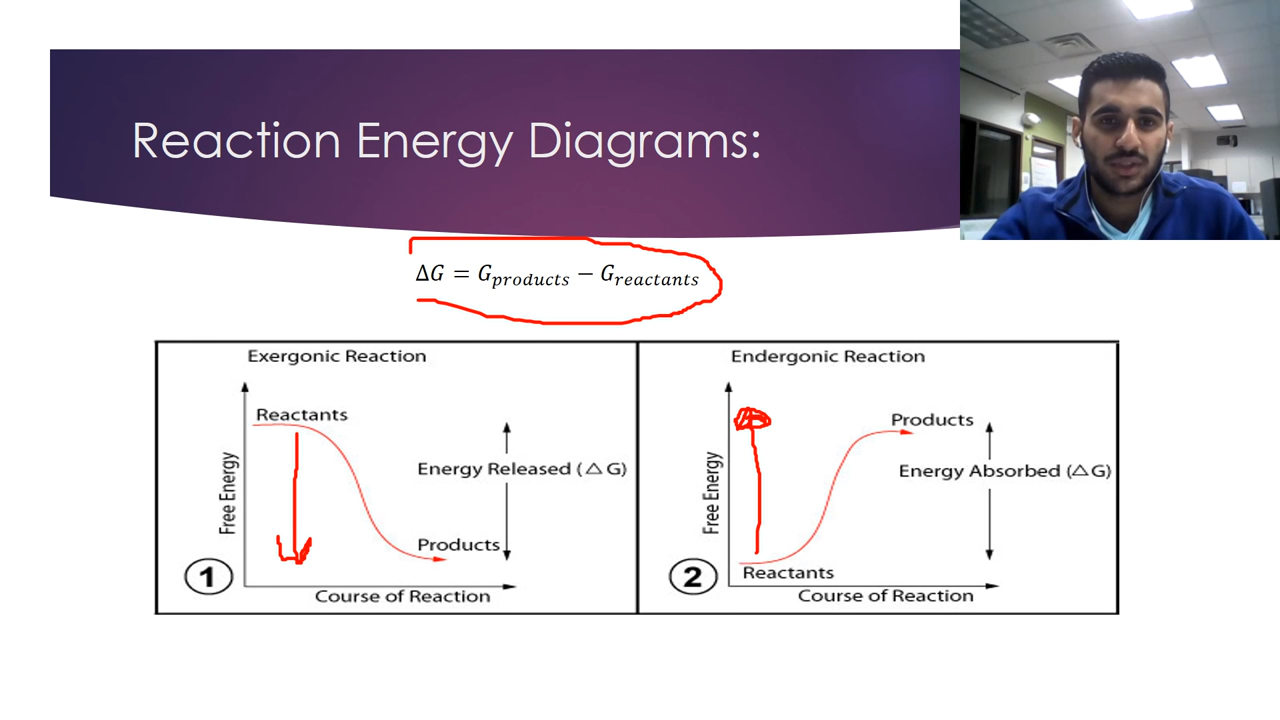 Reaction Energy Diagrams:
ΔG = G_products − G_reactants
Exergonic Reaction
Reactants
Energy Released (△G)
Products
Free Energy
1
Course of Reaction
Endergonic Reaction
Products
Energy Absorbed (△G)
Free Energy
2
Reactants
Course of Reaction